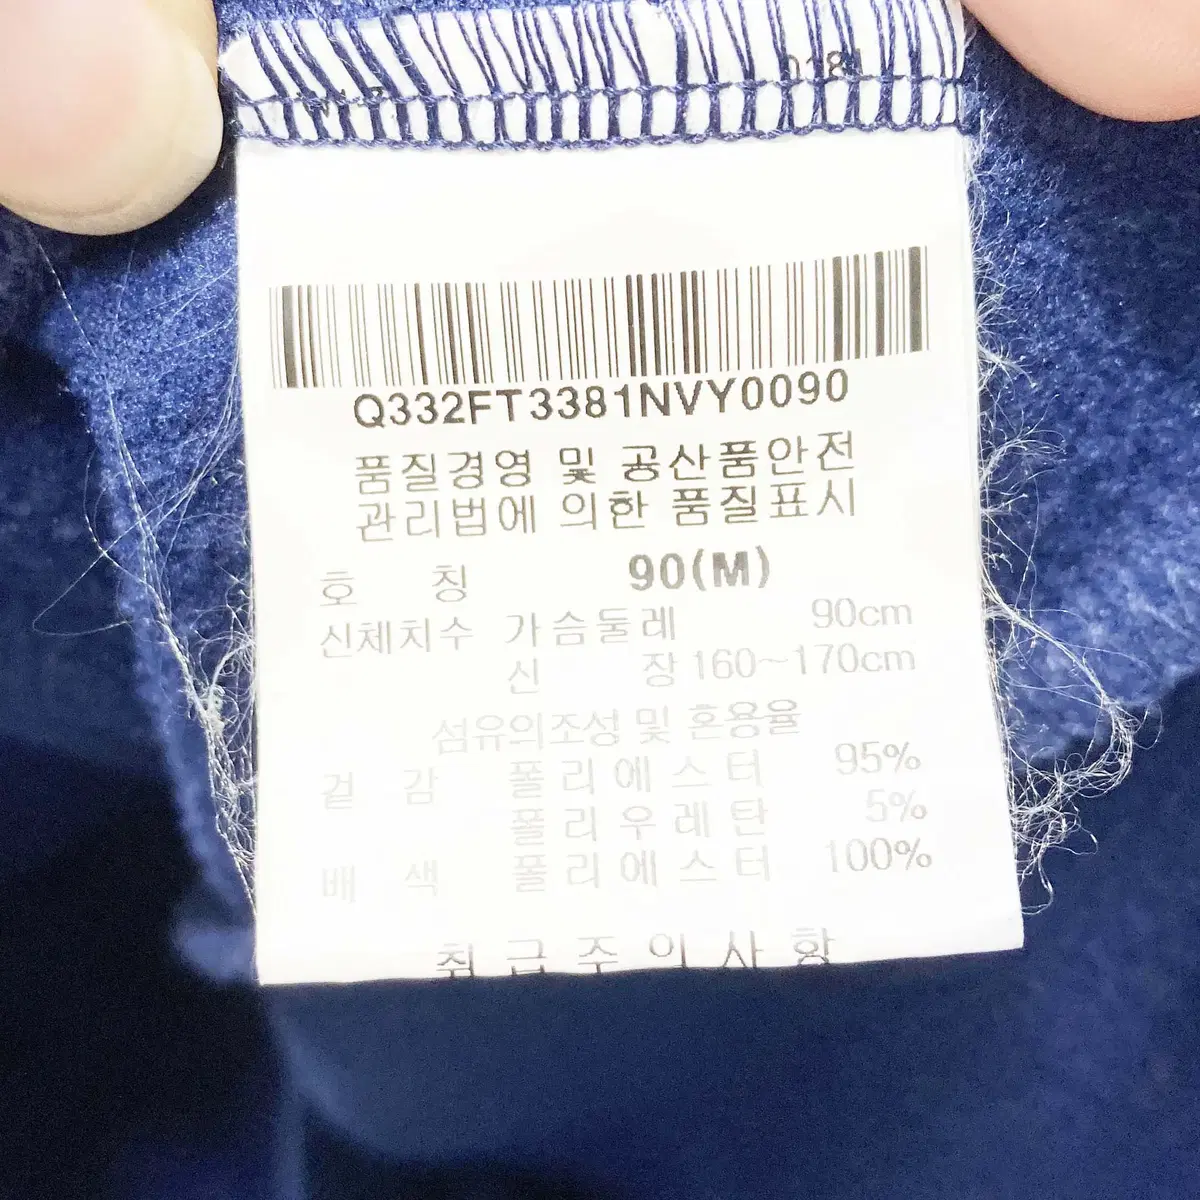 Q332FT3381NVY0090
품질경영 및 공산품안전
관리법에 의한 품질표시
호 칭 90(M)
신체치수 가슴둘레 90cm
신 장 160~170cm
섬유의조성 및 혼용율
겉 감 폴리에스터 95%
폴리우레탄 5%
배 색 폴리에스터 100%
취급주의사항